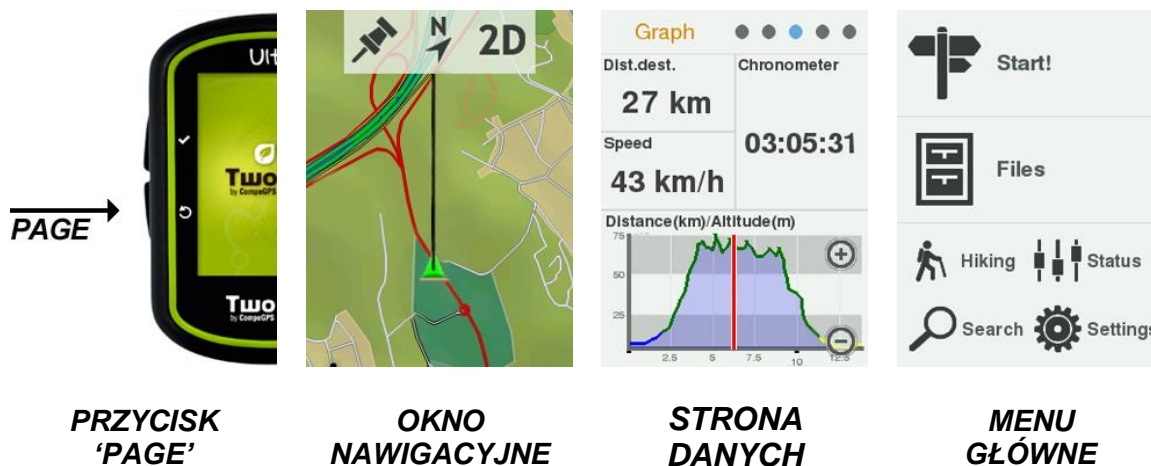 PAGE
Ult
Two
by CompeGPS
Two
by CompeGPS
PRZYCISK
‘PAGE’
N
2D
OKNO
NAWIGACYJNE
Graph
Dist.dest.
27 km
Chronometer
03:05:31
Speed
43 km/h
Distance(km)/Altitude(m)
75
50
25
2.5 5 7.5 10 12.5
STRONA
DANYCH
Start!
Files
Hiking
Status
Search
Settings
MENU
GŁÓWNE